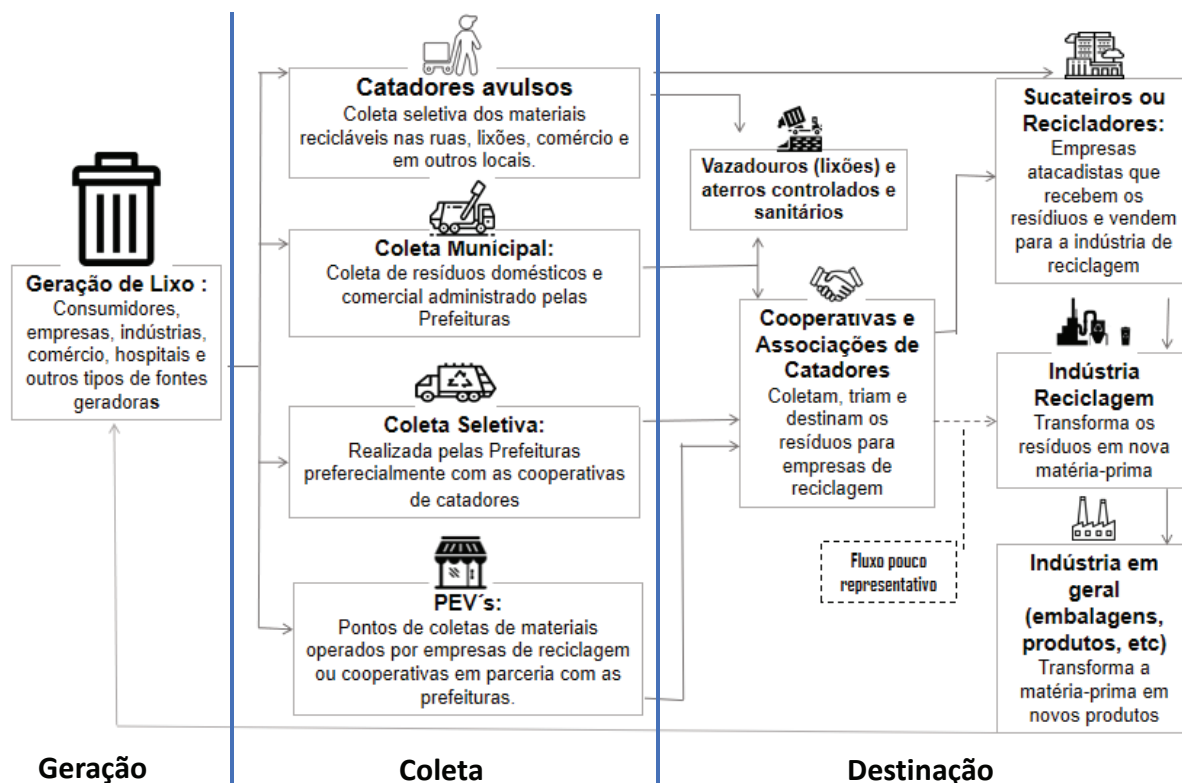 Geração de Lixo :
Consumidores,
empresas, indústrias,
comércio, hospitais e
outros tipos de fontes
geradoras
Catadores avulsos
Coleta seletiva dos materiais
recicláveis nas ruas, lixões, comércio e
em outros locais.
Coleta Municipal:
Coleta de resíduos domésticos e
comercial administrado pelas
Prefeituras
Coleta Seletiva:
Realizada pelas Prefeituras
preferecialmente com as cooperativas
de catadores
PEV´s:
Pontos de coletas de materiais
operados por empresas de reciclagem
ou cooperativas em parceria com as
prefeituras.
Vazadouros (lixões) e
aterros controlados e
sanitários
Cooperativas e
Associações de
Catadores
Coletam, triam e
destinam os
resíduos para
empresas de
reciclagem
Fluxo pouco
representativo
Sucateiros ou
Recicladores:
Empresas
atacadistas que
recebem os
resídiuos e vendem
para a indústria de
reciclagem
Indústria
Reciclagem
Transforma os
resíduos em nova
matéria-prima
Indústria em
geral
(embalagens,
produtos, etc)
Transforma a
matéria-prima em
novos produtos
Geração
Coleta
Destinação